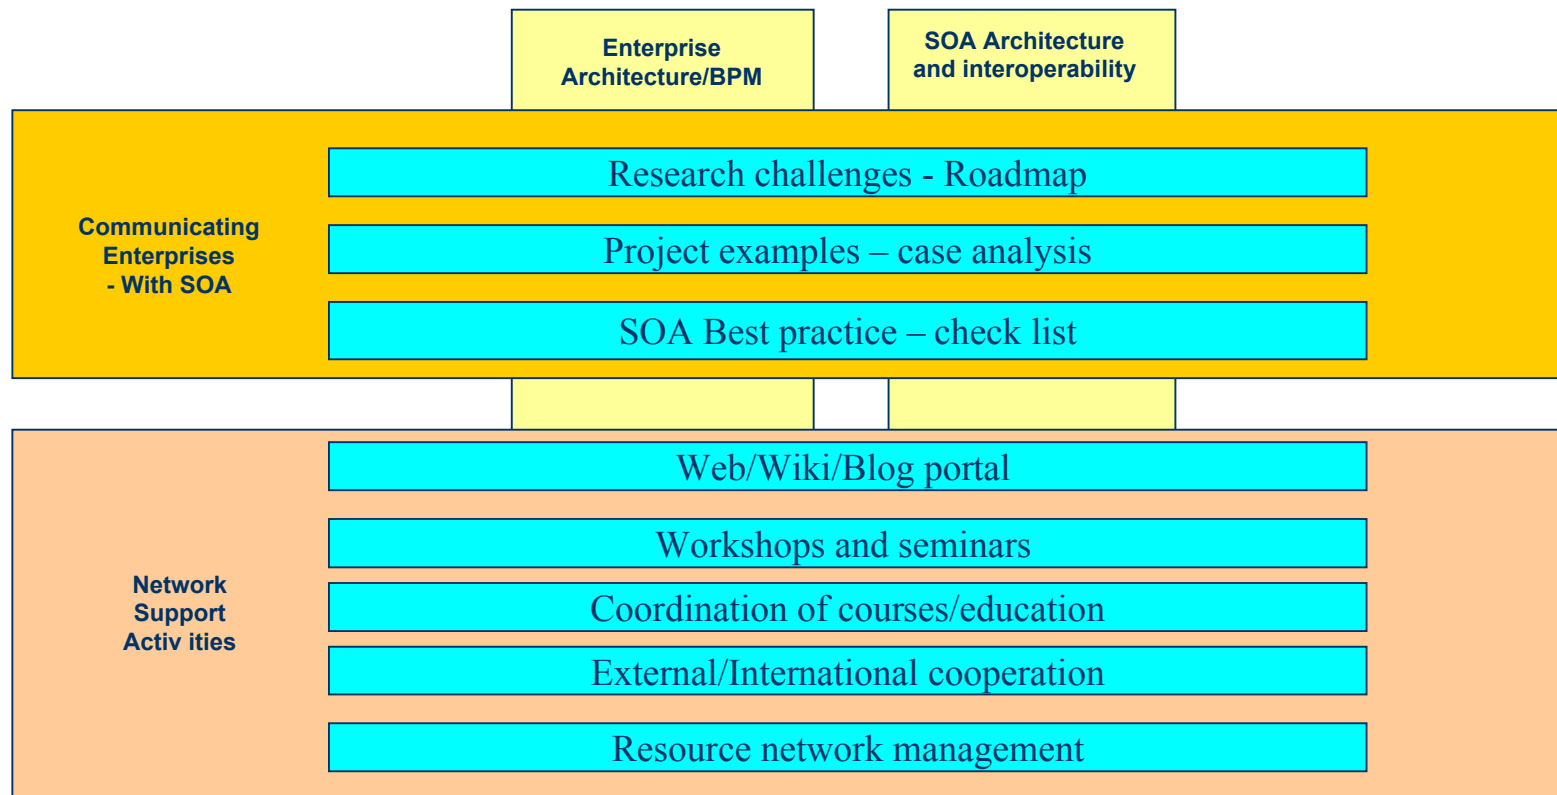 Enterprise
Architecture/BPM
SOA Architecture
and interoperability
Communicating
Enterprises
- With SOA
Research challenges - Roadmap
Project examples – case analysis
SOA Best practice – check list
Network
Support
Activ ities
Web/Wiki/Blog portal
Workshops and seminars
Coordination of courses/education
External/International cooperation
Resource network management